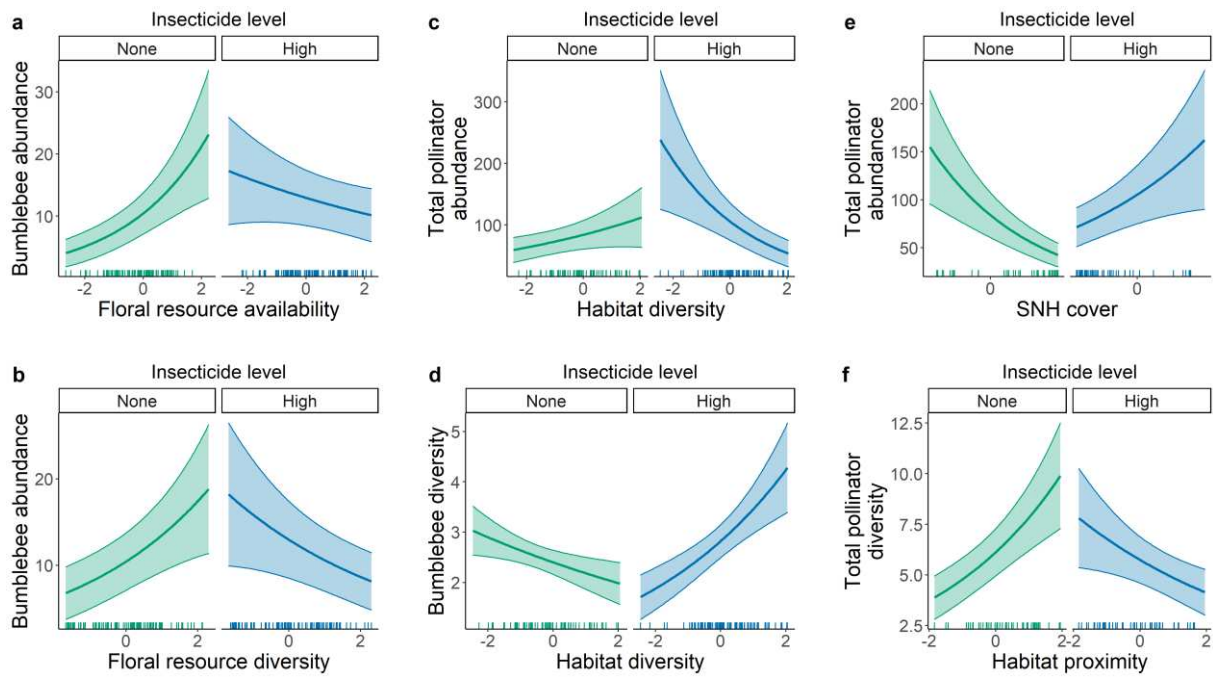 a
Insecticide level
None
High
Bumblebee abundance
30
20
10
-2
0
2
-2
0
2
Floral resource availability
b
Insecticide level
None
High
Bumblebee abundance
20
10
0
2
0
2
Floral resource diversity
c
Insecticide level
None
High
Total pollinator
abundance
300
200
100
-2
0
2
-2
0
2
Habitat diversity
d
Insecticide level
None
High
Bumblebee diversity
5
4
3
2
-2
0
2
-2
0
2
Habitat diversity
e
Insecticide level
None
High
Total pollinator
abundance
200
150
100
50
0
0
SNH cover
f
Insecticide level
None
High
Total pollinator
diversity
12.5
10.0
7.5
5.0
2.5
-2
0
2
-2
0
2
Habitat proximity